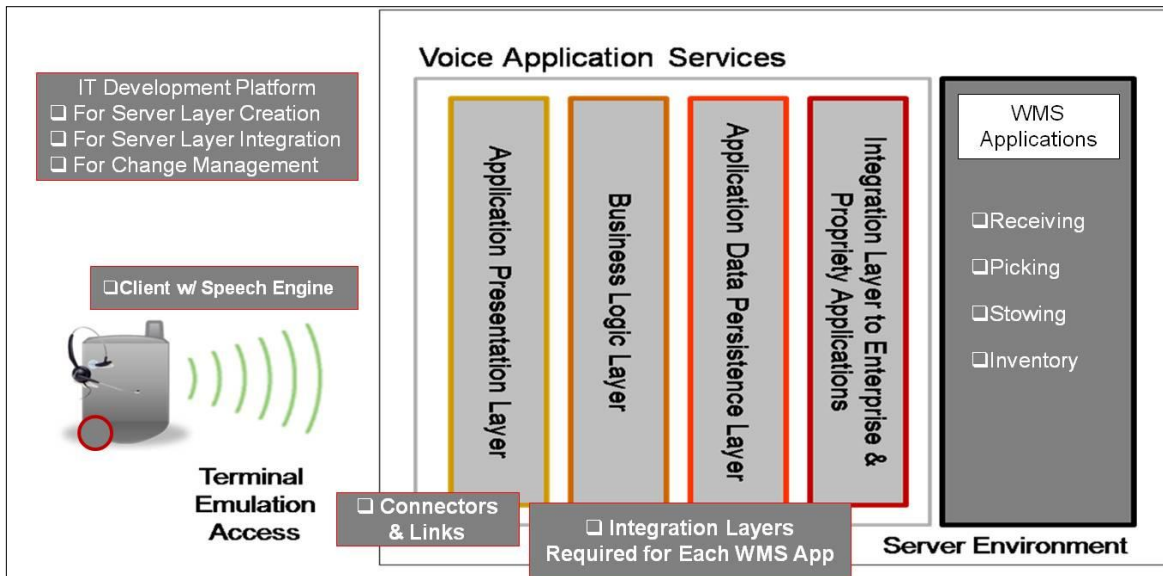 IT Development Platform
❑ For Server Layer Creation
❑ For Server Layer Integration
❑ For Change Management
❑Client w/ Speech Engine
Terminal
Emulation
Access
Voice Application Services
Application Presentation Layer
Business Logic Layer
Application Data Persistence Layer
Integration Layer to Enterprise &
Propriety Applications
❑ Connectors
& Links
❑ Integration Layers
Required for Each WMS App
WMS
Applications
❑Receiving
❑Picking
❑Stowing
❑Inventory
Server Environment